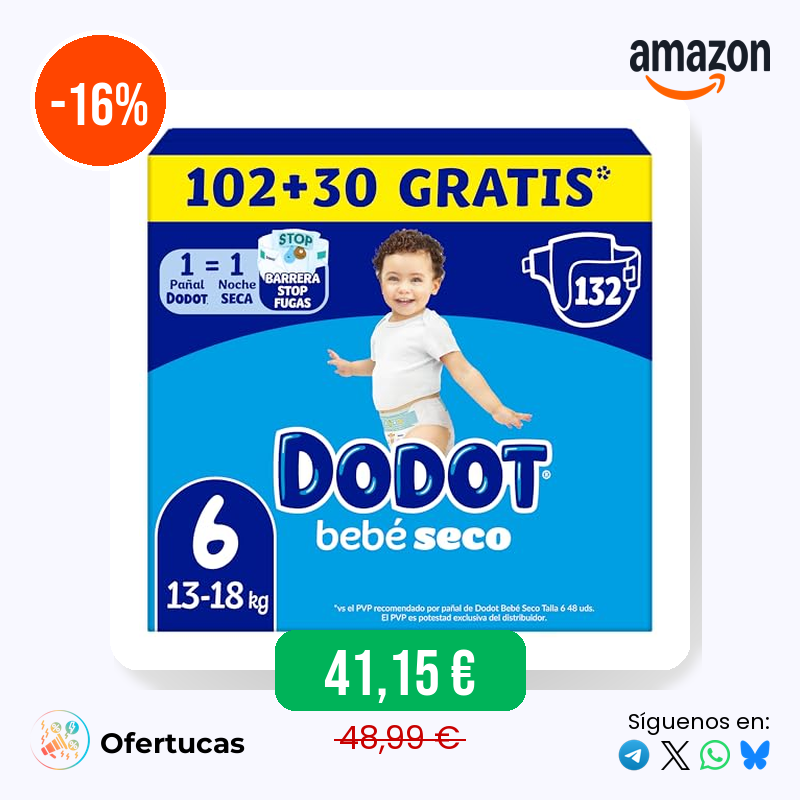 -16%
amazon
102+30 GRATIS*
1 = 1
Pañal Noche
DODOT SECA
STOP
BARRERA
STOP
FUGAS
132
DODOT®
bebé seco
6
13-18 kg
*vs el PVP recomendado por pañal de Dodot Bebé Seco Talla 6 48 uds.
El PVP es potestad exclusiva del distribuidor.
41,15 €
48,99 €
Ofertucas
Síguenos en: